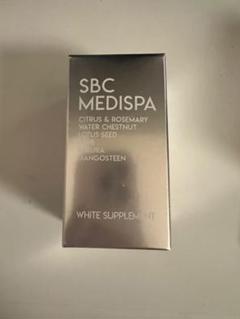 SBC
MEDISPA
CITRUS & ROSEMARY
WATER CHESTNUT
LOTUS SEED
MANGOSTEEN
WHITE SUPPLEMENT